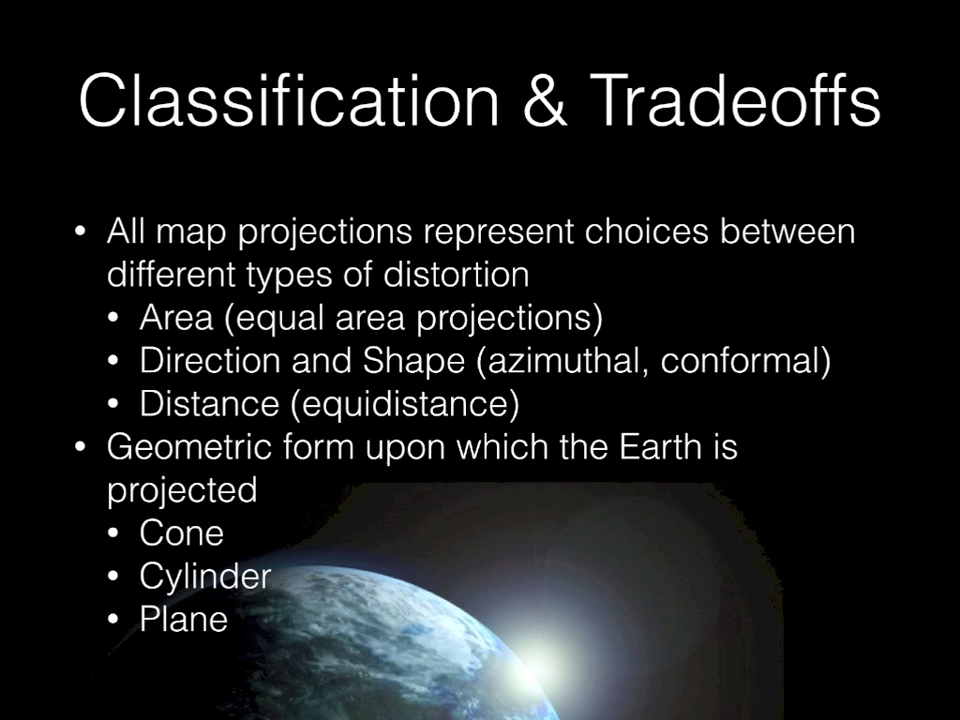 Classification & Tradeoffs
• All map projections represent choices between
different types of distortion
• Area (equal area projections)
• Direction and Shape (azimuthal, conformal)
• Distance (equidistance)
• Geometric form upon which the Earth is
projected
• Cone
• Cylinder
• Plane